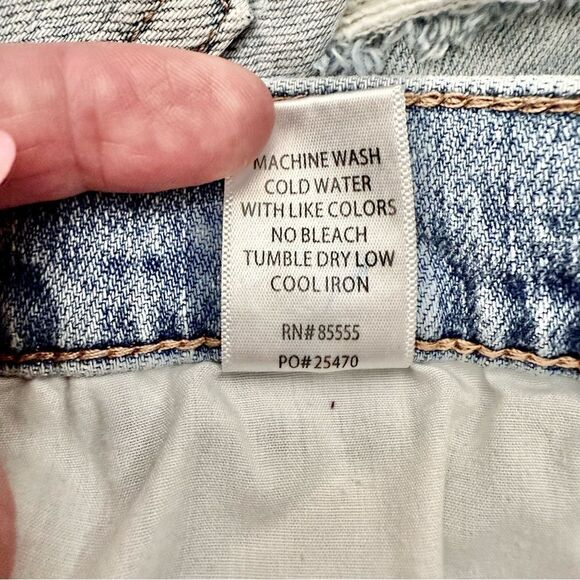 MACHINE WASH
COLD WATER
WITH LIKE COLORS
NO BLEACH
TUMBLE DRY LOW
COOL IRON
RN# 85555
PO# 25470